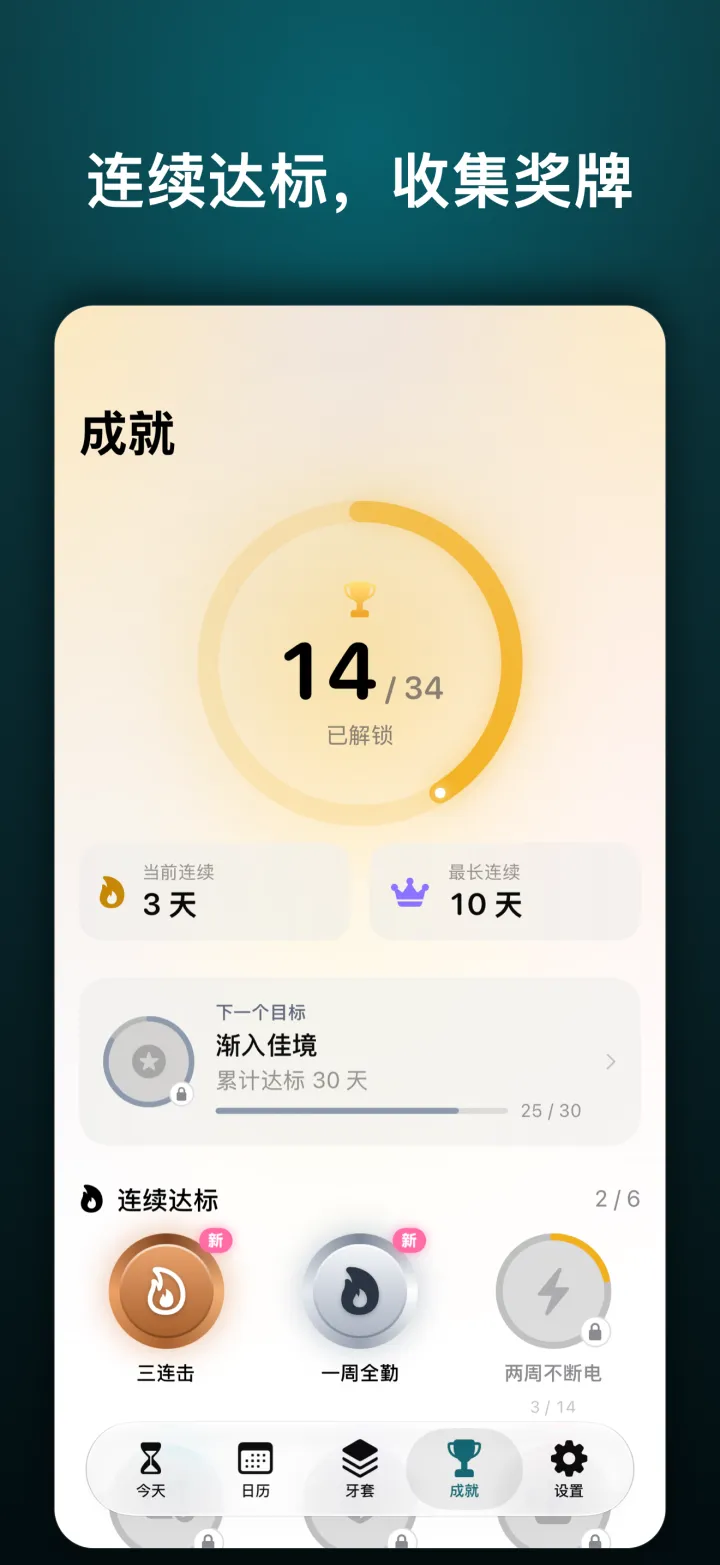 连续达标，收集奖牌
成就
14 / 34
已解锁
当前连续
3 天
最长连续
10 天
下一个目标
渐入佳境
累计达标 30 天
25 / 30
连续达标
2 / 6
新
新
三连击
一周全勤
两周不断电
3 / 14
今天
日历
牙套
成就
设置